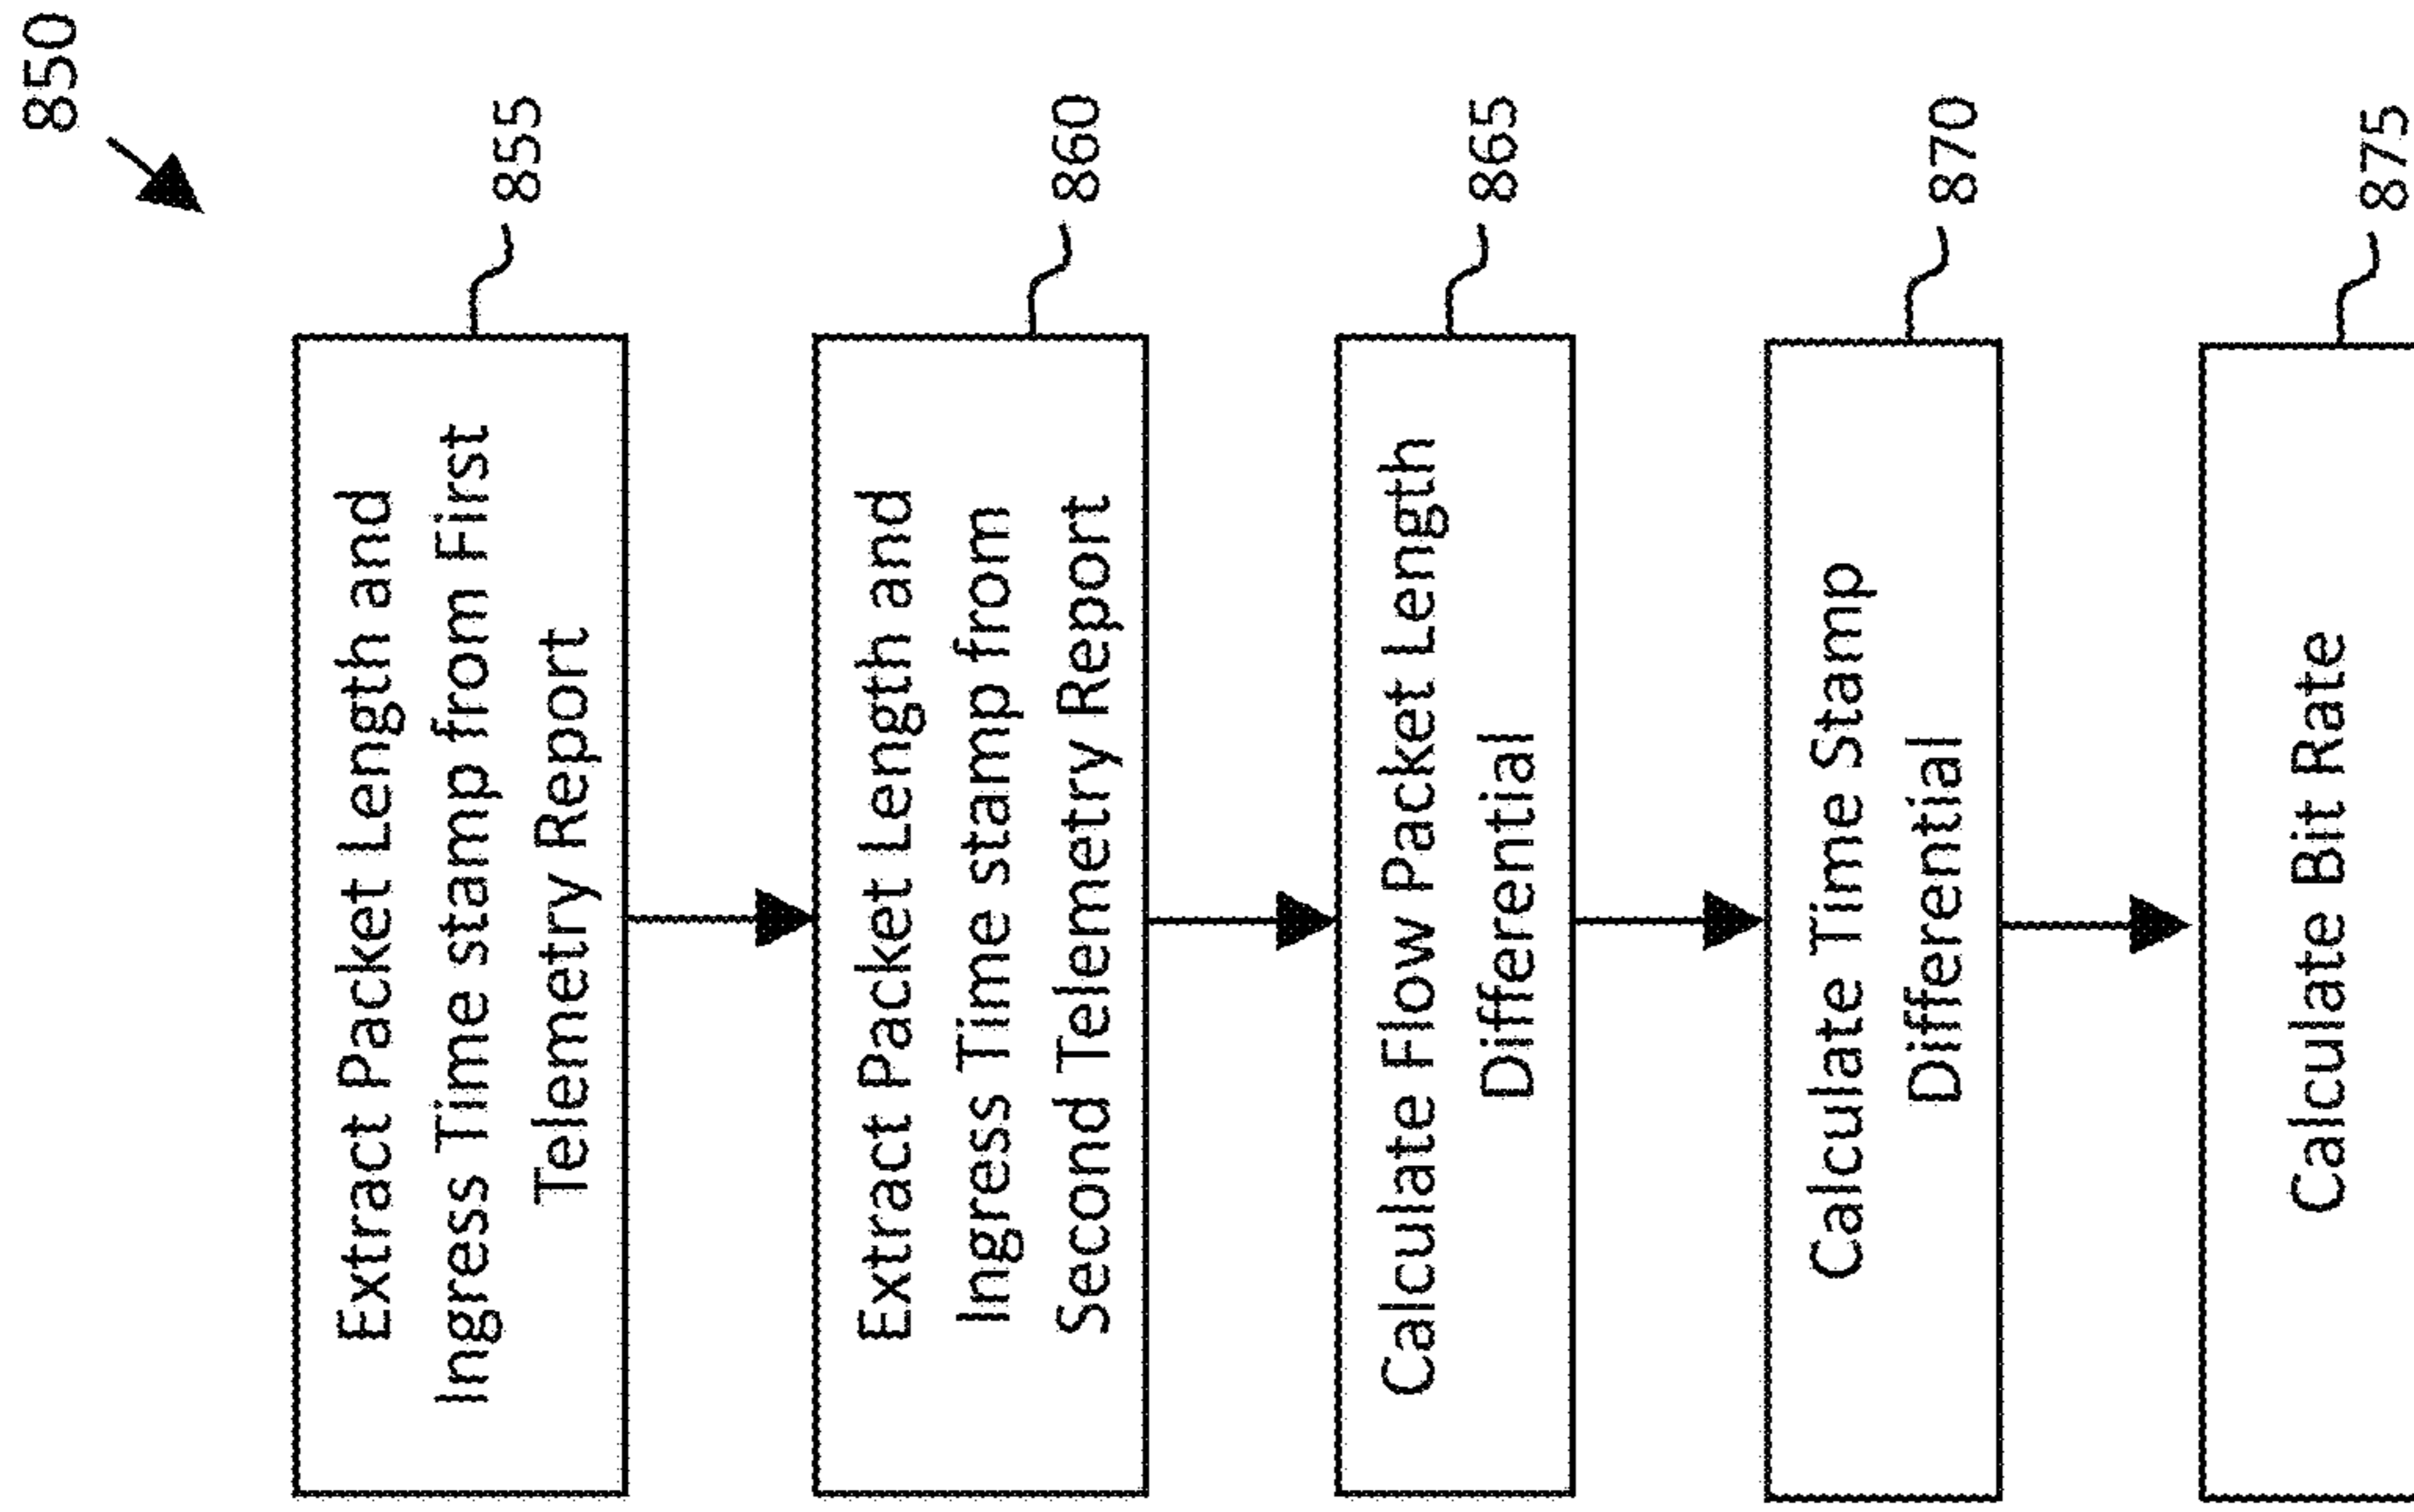 850
Extract Packet Length and
Ingress Time stamp from First
Telemetry Report
855
Extract Packet Length and
Ingress Time stamp from
Second Telemetry Report
860
Calculate Flow Packet Length
Differential
865
Calculate Time Stamp
Differential
870
Calculate Bit Rate
875